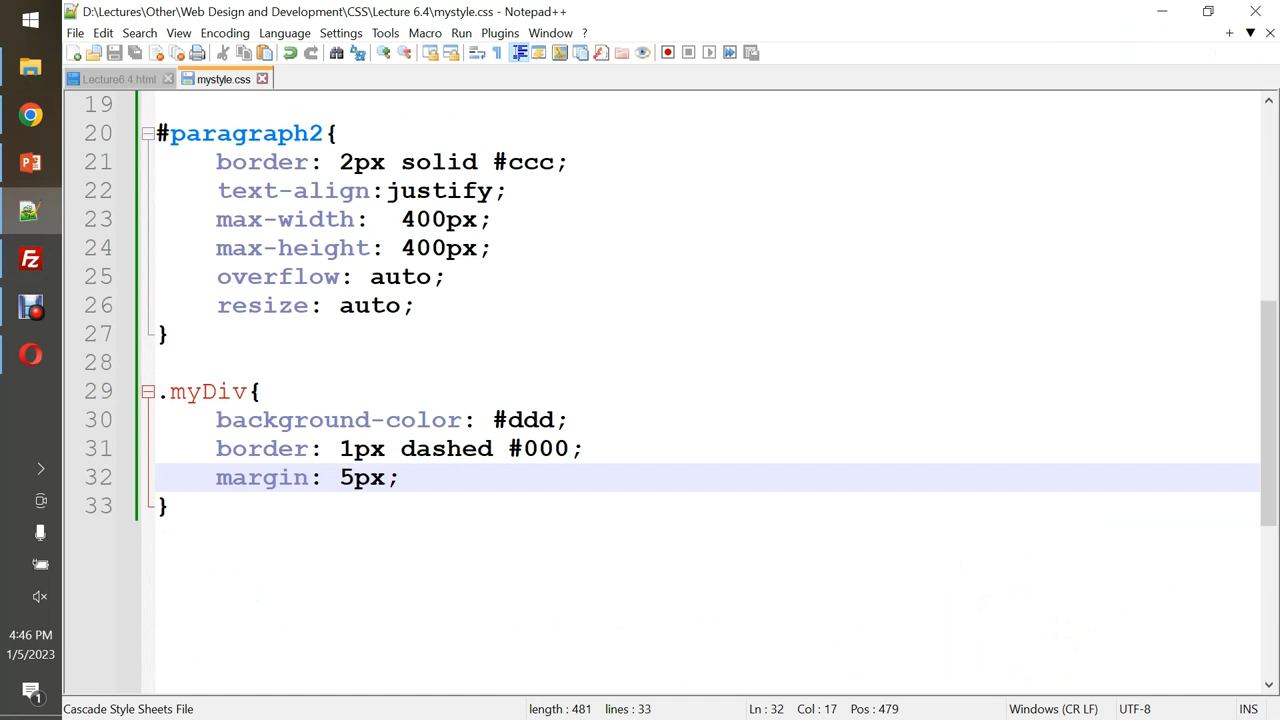 D:\Lectures\Other\Web Design and Development\CSS\Lecture 6.4\mystyle.css - Notepad++
File Edit Search View Encoding Language Settings Tools Macro Run Plugins Window ?
Lecture6.4.html mystyle.css
19
20 #paragraph2{
21 border: 2px solid #ccc;
22 text-align:justify;
23 max-width:  400px;
24 max-height: 400px;
25 overflow: auto;
26 resize: auto;
27 }
28
29 .myDiv{
30 background-color: #ddd;
31 border: 1px dashed #000;
32 margin: 5px;
33 }
4:46 PM
1/5/2023
1
Cascade Style Sheets File length : 481 lines : 33 Ln : 32 Col : 17 Pos : 479 Windows (CR LF) UTF-8 INS